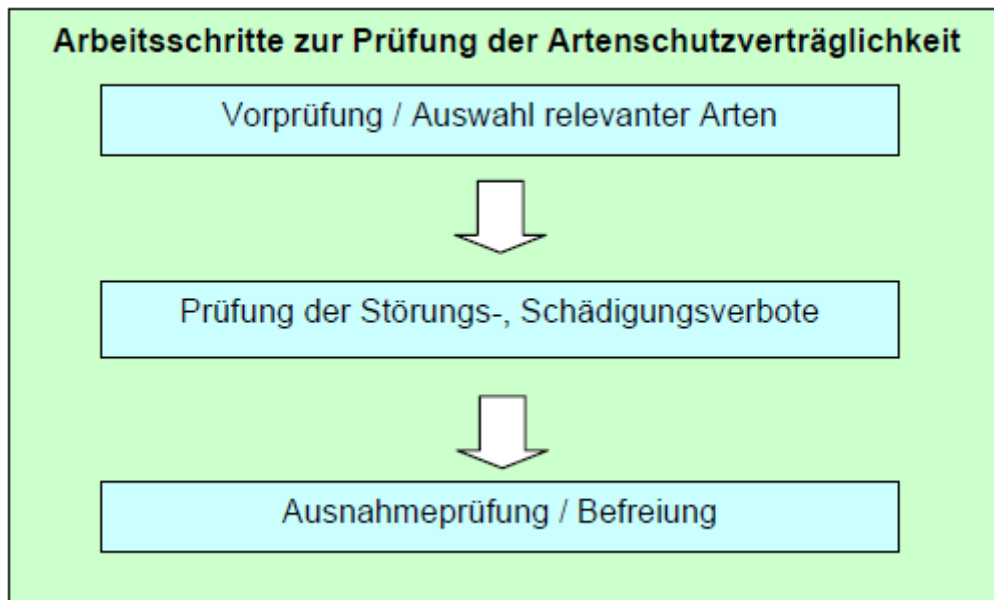 Arbeitsschritte zur Prüfung der Artenschutzverträglichkeit
Vorprüfung / Auswahl relevanter Arten
Prüfung der Störungs-, Schädigungsverbote
Ausnahmeprüfung / Befreiung